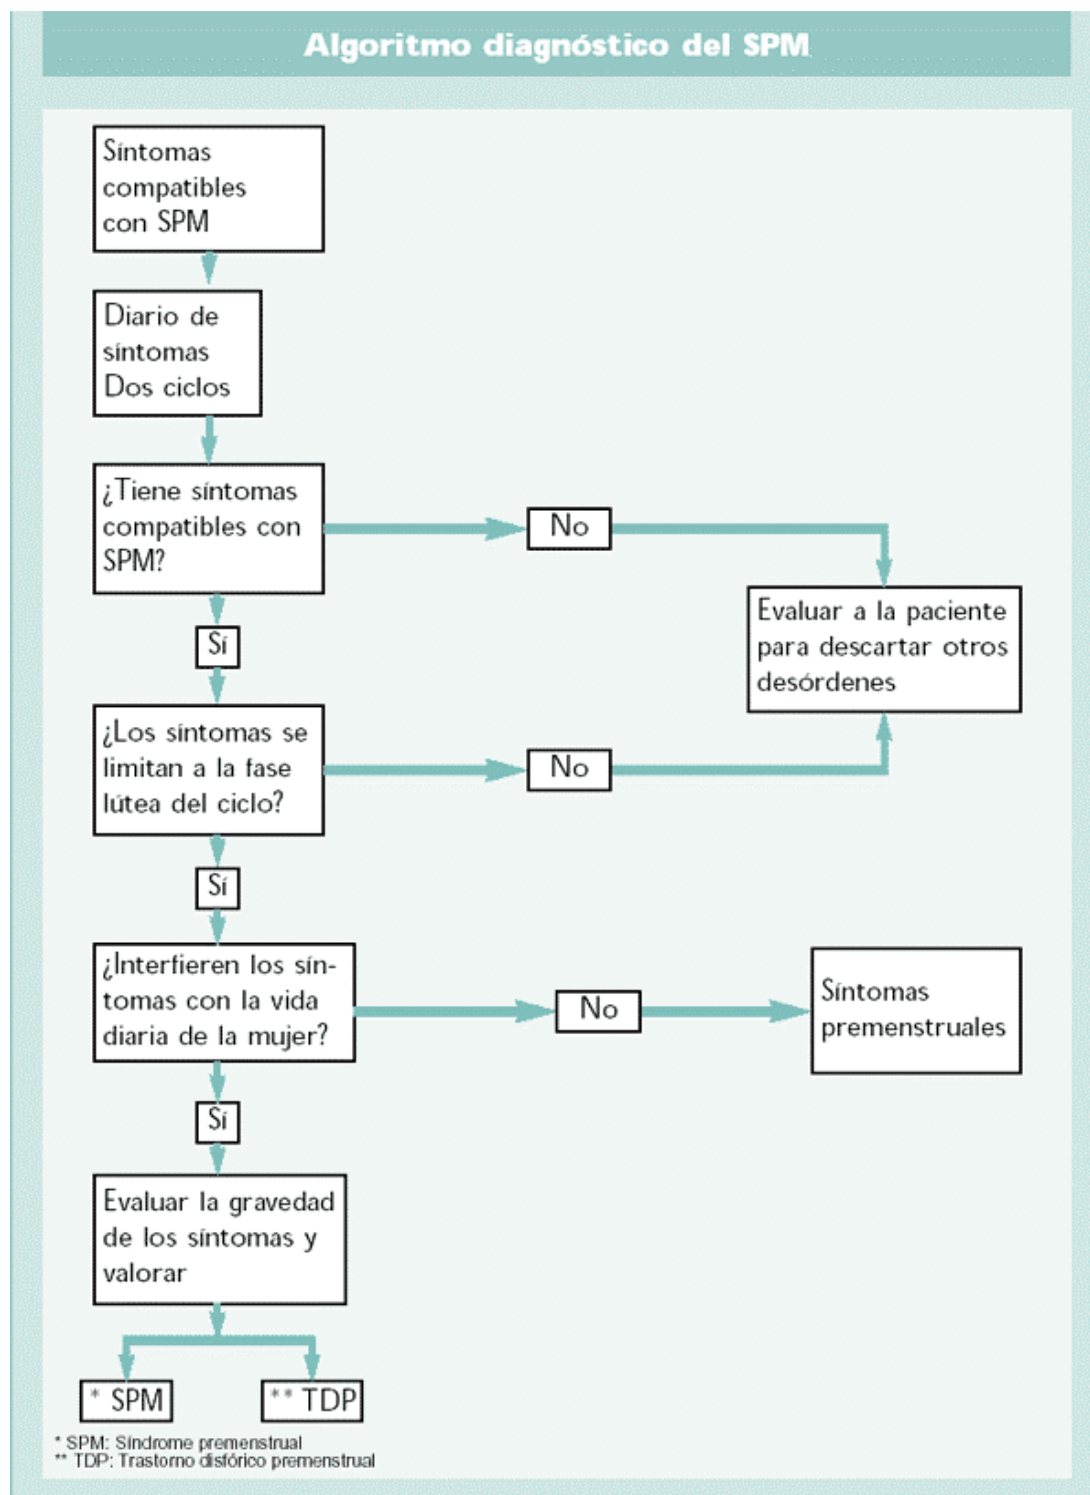 Algoritmo diagnóstico del SPM
Síntomas
compatibles
con SPM
Diario de
síntomas
Dos ciclos
¿Tiene síntomas
compatibles con
SPM?
No
Evaluar a la paciente
para descartar otros
desórdenes
Sí
¿Los síntomas se
limitan a la fase
lútea del ciclo?
No
Sí
¿Interfieren los sín-
tomas con la vida
diaria de la mujer?
No
Síntomas
premenstruales
Sí
Evaluar la gravedad
de los síntomas y
valorar
* SPM
** TDP
* SPM: Síndrome premenstrual
** TDP: Trastorno disfórico premenstrual